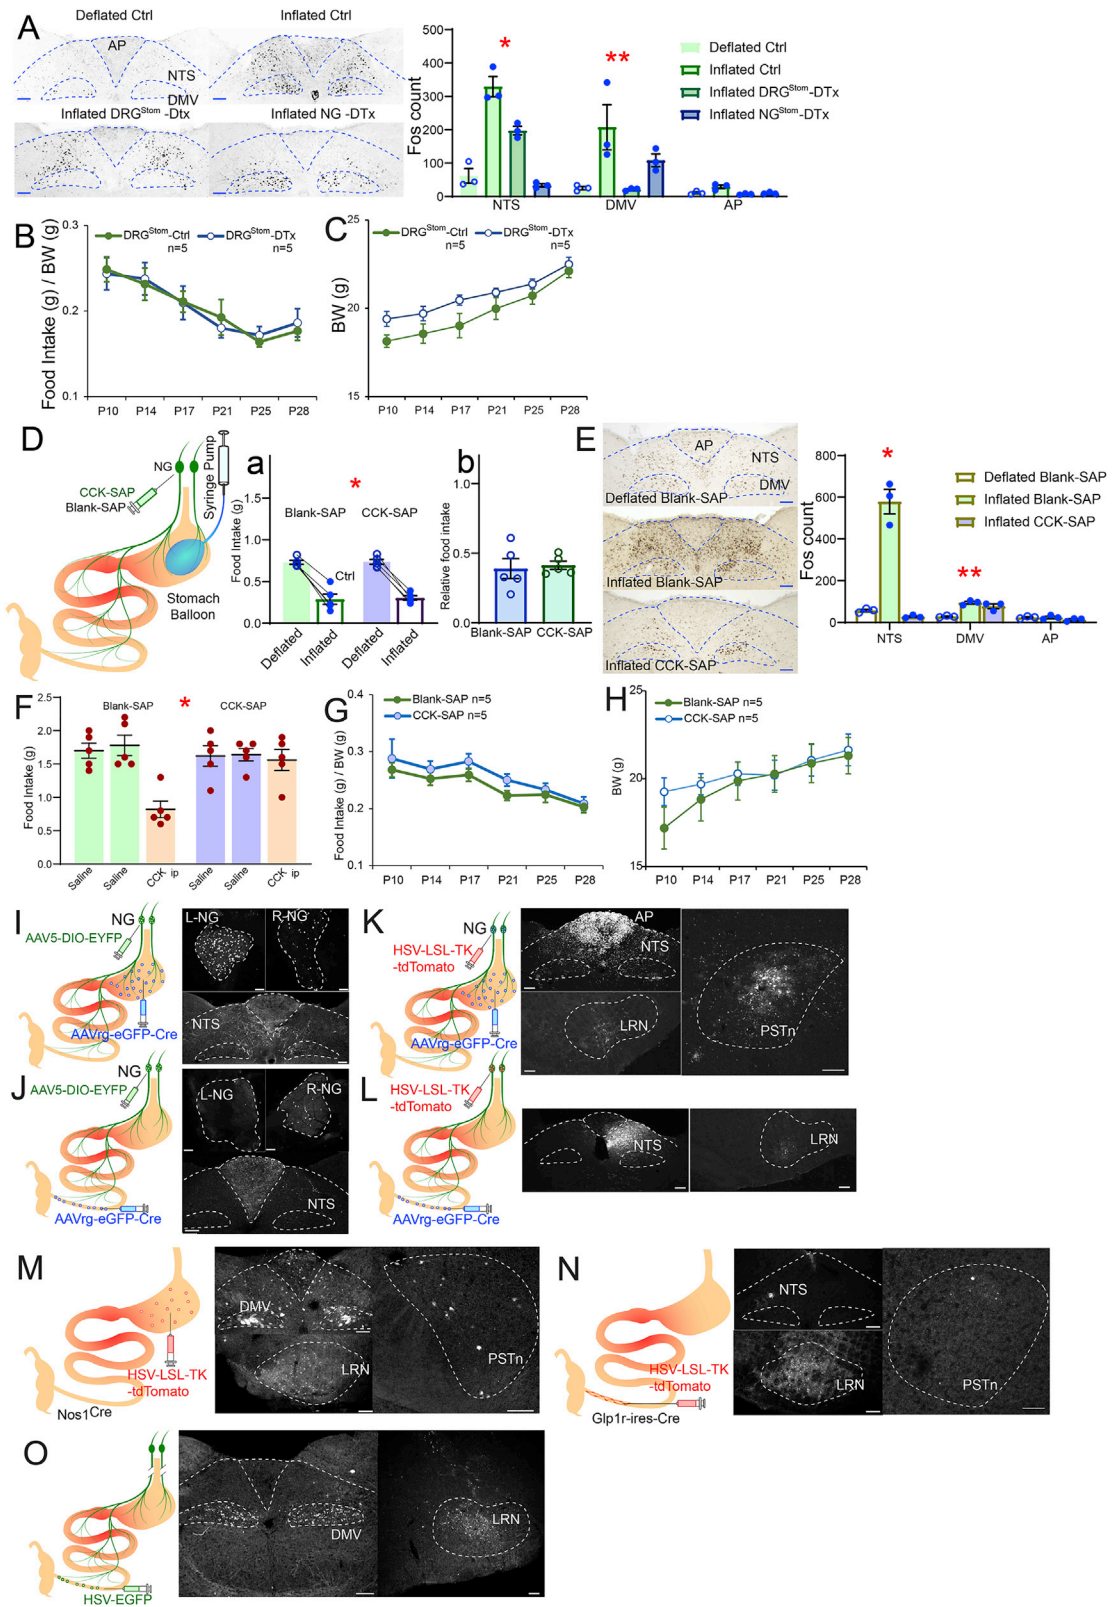 A
Deflated Ctrl
Inflated Ctrl
AP
NTS
DMV
Inflated DRGStom -Dtx
Inflated NG -DTx
Fos count
500
400
300
200
100
0
*
**
NTS
DMV
AP
Deflated Ctrl
Inflated Ctrl
Inflated DRGStom-DTx
Inflated NGStom-DTx
B
Food Intake (g) / BW (g)
0.3
0.2
0.1
DRGStom-Ctrl
n=5
DRGStom-DTx
n=5
P10 P14 P17 P21 P25 P28
C
BW (g)
25
20
15
DRGStom-Ctrl
n=5
DRGStom-DTx
n=5
P10 P14 P17 P21 P25 P28
D
NG
CCK-SAP
Blank-SAP
Syringe Pump
Stomach
Balloon
a
Food Intake (g)
1.5
1.0
0.5
0.0
*
Blank-SAP
CCK-SAP
Ctrl
Deflated
Inflated
Deflated
Inflated
b
Relative food intake
1.0
0.5
0.0
Blank-SAP CCK-SAP
E
AP
NTS
DMV
Deflated Blank-SAP
Inflated Blank-SAP
Inflated CCK-SAP
Fos count
800
600
400
200
0
*
**
NTS
DMV
AP
Deflated Blank-SAP
Inflated Blank-SAP
Inflated CCK-SAP
F
Food Intake (g)
2.5
2.0
1.5
1.0
0.5
0.0
Blank-SAP
*
CCK-SAP
Saline
Saline
CCK ip
Saline
Saline
CCK ip
G
Food Intake (g) / BW (g)
0.4
0.3
0.2
0.1
Blank-SAP n=5
CCK-SAP n=5
P10 P14 P17 P21 P25 P28
H
BW (g)
25
20
15
Blank-SAP n=5
CCK-SAP n=5
P10 P14 P17 P21 P25 P28
I
NG
AAV5-DIO-EYFP
AAVrg-eGFP-Cre
L-NG
R-NG
NTS
K
NG
HSV-LSL-TK
-tdTomato
AAVrg-eGFP-Cre
AP
NTS
LRN
PSTn
J
NG
AAV5-DIO-EYFP
AAVrg-eGFP-Cre
L-NG
R-NG
NTS
L
NG
HSV-LSL-TK
-tdTomato
AAVrg-eGFP-Cre
NTS
LRN
M
HSV-LSL-TK
-tdTomato
Nos1Cre
DMV
LRN
PSTn
N
HSV-LSL-TK
-tdTomato
Glp1r-ires-Cre
NTS
LRN
PSTn
O
HSV-EGFP
DMV
LRN